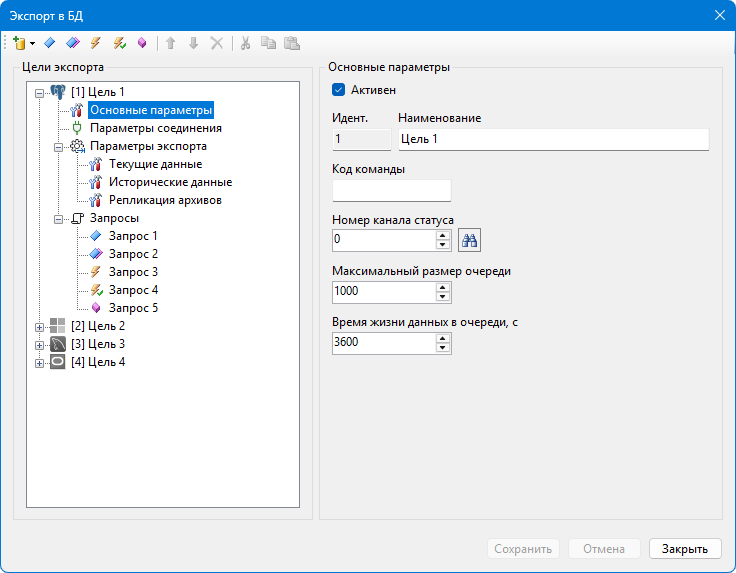 Экспорт в БД
Цели экспорта
[1] Цель 1
Основные параметры
Параметры соединения
Параметры экспорта
Текущие данные
Исторические данные
Репликация архивов
Запросы
Запрос 1
Запрос 2
Запрос 3
Запрос 4
Запрос 5
[2] Цель 2
[3] Цель 3
[4] Цель 4
Основные параметры
Активен
Идент. Наименование
1 Цель 1
Код команды
Номер канала статуса
0
Максимальный размер очереди
1000
Время жизни данных в очереди, с
3600
Сохранить Отмена Закрыть